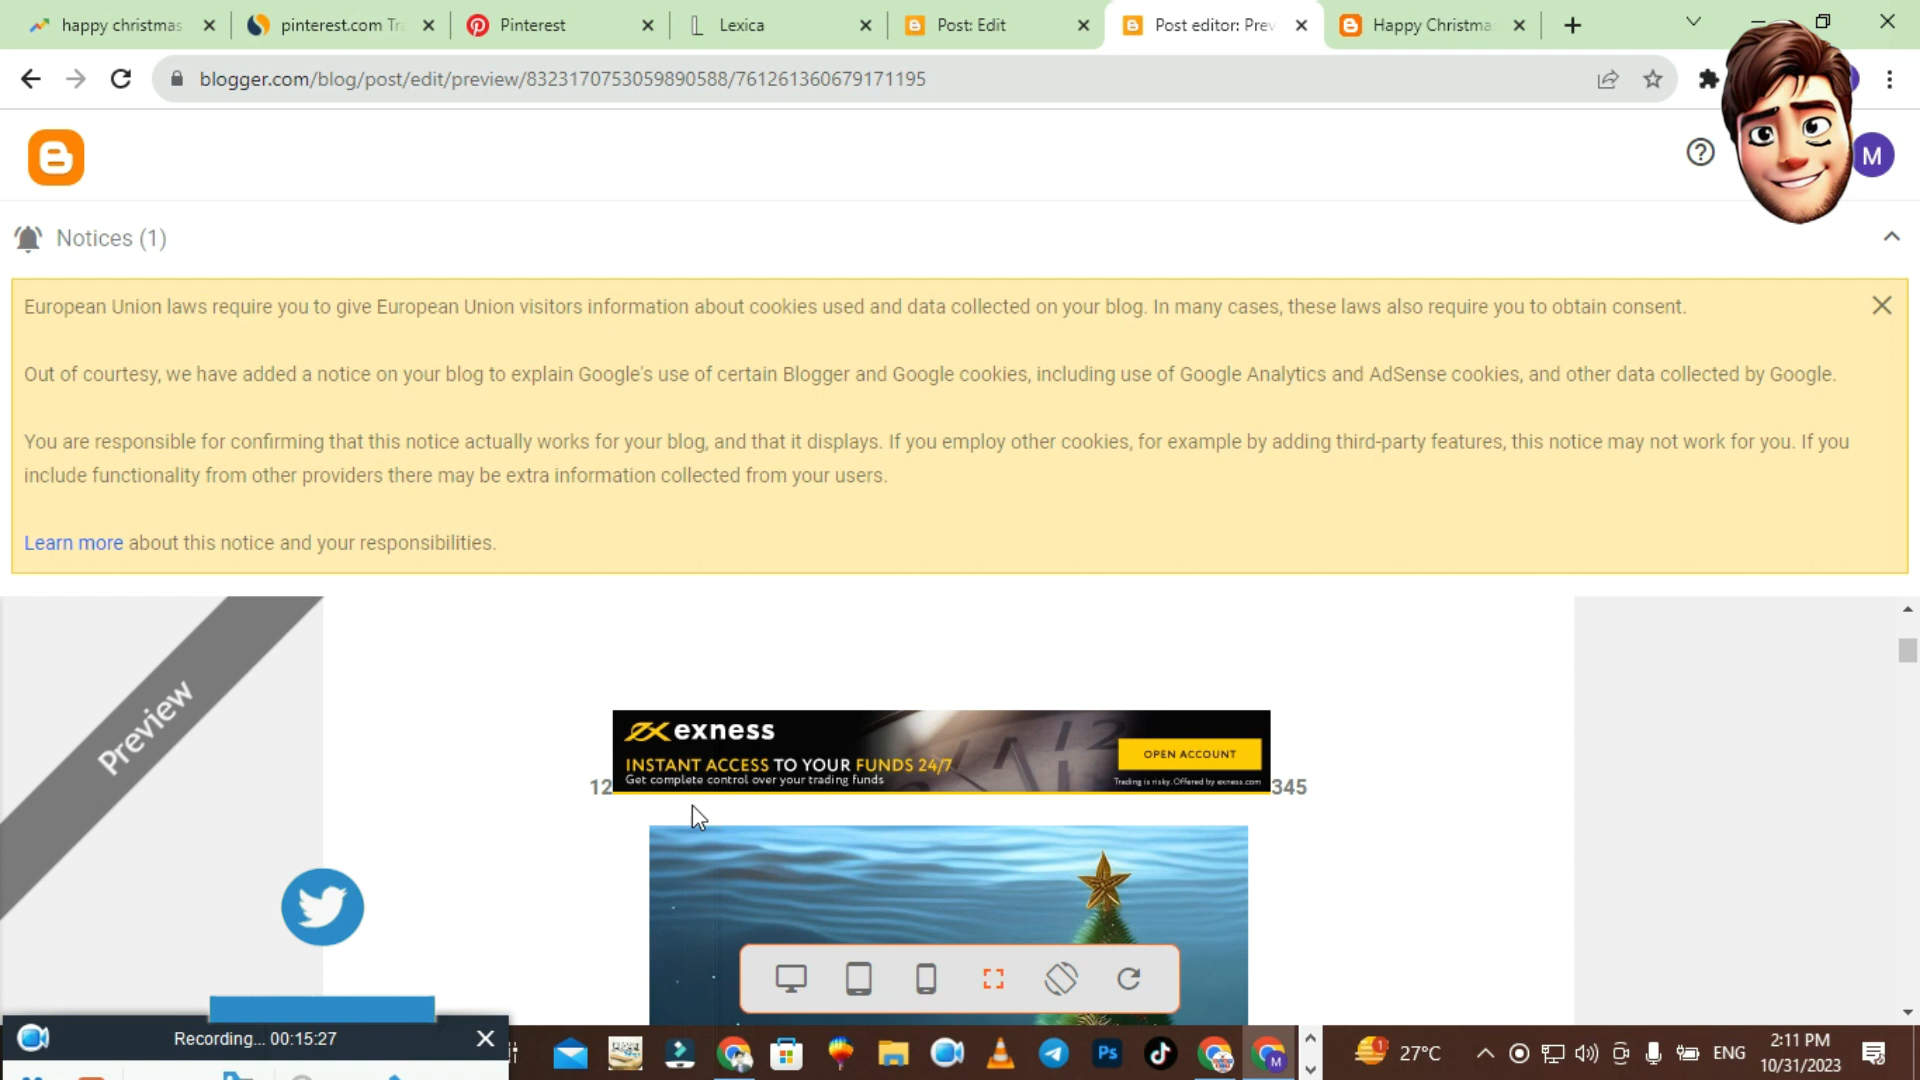 happy christmas
pinterest.com Tr
Pinterest
Lexica
Post: Edit
Post editor: Prev
Happy Christma
blogger.com/blog/post/edit/preview/8323170753059890588/761261360679171195
M
Notices (1)
European Union laws require you to give European Union visitors information about cookies used and data collected on your blog. In many cases, these laws also require you to obtain consent.
Out of courtesy, we have added a notice on your blog to explain Google's use of certain Blogger and Google cookies, including use of Google Analytics and AdSense cookies, and other data collected by Google.
You are responsible for confirming that this notice actually works for your blog, and that it displays. If you employ other cookies, for example by adding third-party features, this notice may not work for you. If you
include functionality from other providers there may be extra information collected from your users.
Learn more about this notice and your responsibilities.
Preview
exness
INSTANT ACCESS TO YOUR FUNDS 24/7
Get complete control over your trading funds
OPEN ACCOUNT
Trading is risky. Offered by exness.com
12
345
Recording... 00:15:27
Ps
M
1
27°C
ENG
2:11 PM
10/31/2023